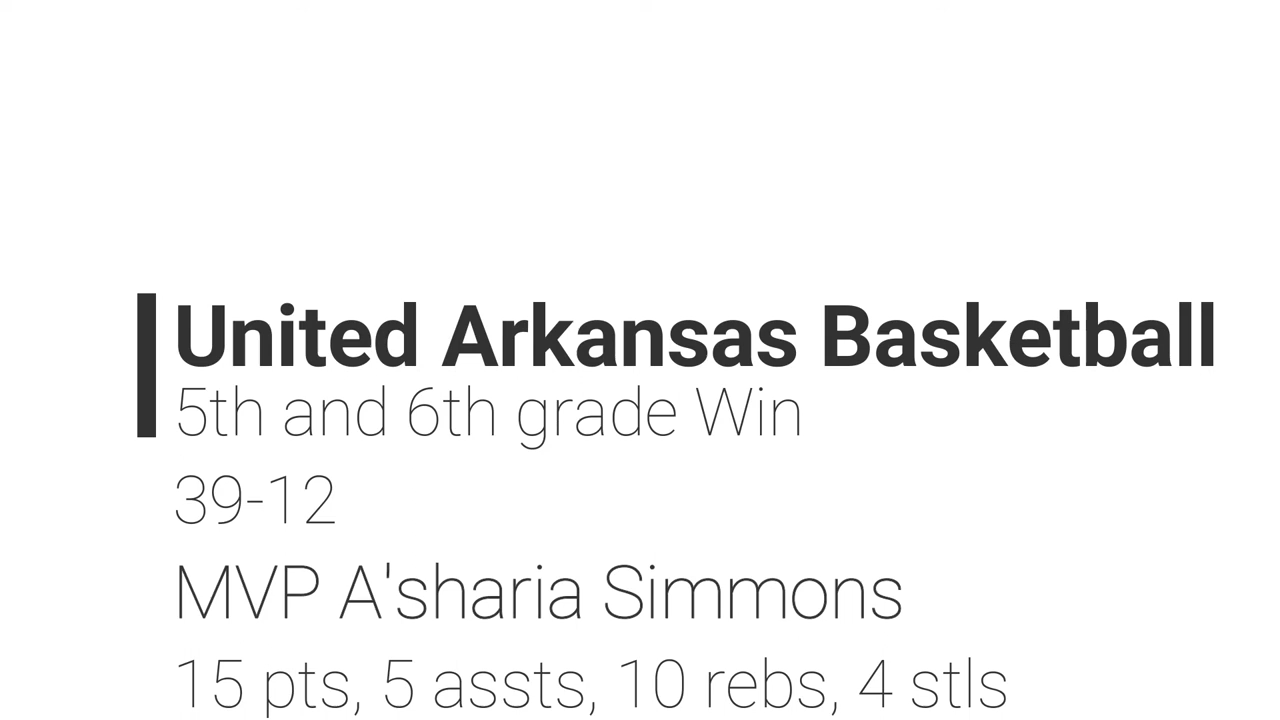 United Arkansas Basketball
5th and 6th grade Win
39-12
MVP A'sharia Simmons
15 pts, 5 assts, 10 rebs, 4 stls